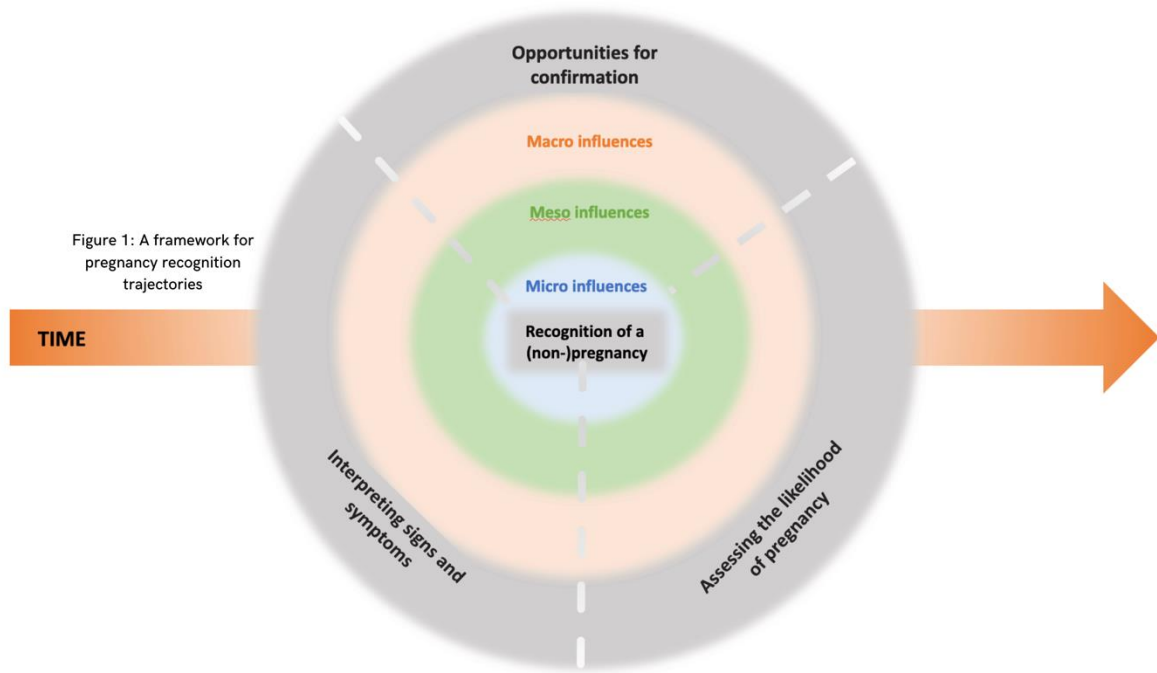 Opportunities for
confirmation
Macro influences
Meso influences
Figure 1: A framework for
pregnancy recognition
trajectories
Micro influences
TIME
Recognition of a
(non-)pregnancy
Interpreting signs and
symptoms
Assessing the likelihood
of pregnancy